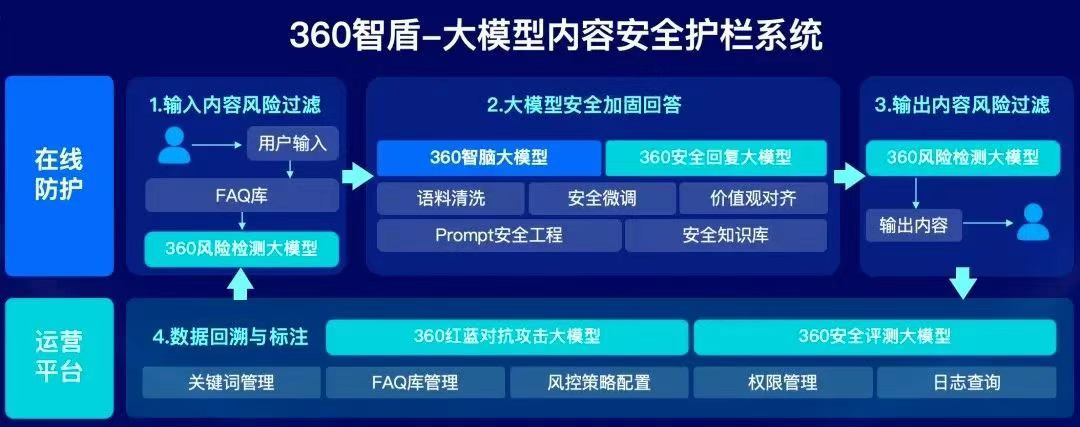 360智盾-大模型内容安全护栏系统
在线
防护
1.输入内容风险过滤
用户输入
FAQ库
360风险检测大模型
2.大模型安全加固回答
360智脑大模型
360安全回复大模型
语料清洗
安全微调
价值观对齐
Prompt安全工程
安全知识库
3.输出内容风险过滤
360风险检测大模型
输出内容
运营
平台
4.数据回溯与标注
360红蓝对抗攻击大模型
360安全评测大模型
关键词管理
FAQ库管理
风控策略配置
权限管理
日志查询